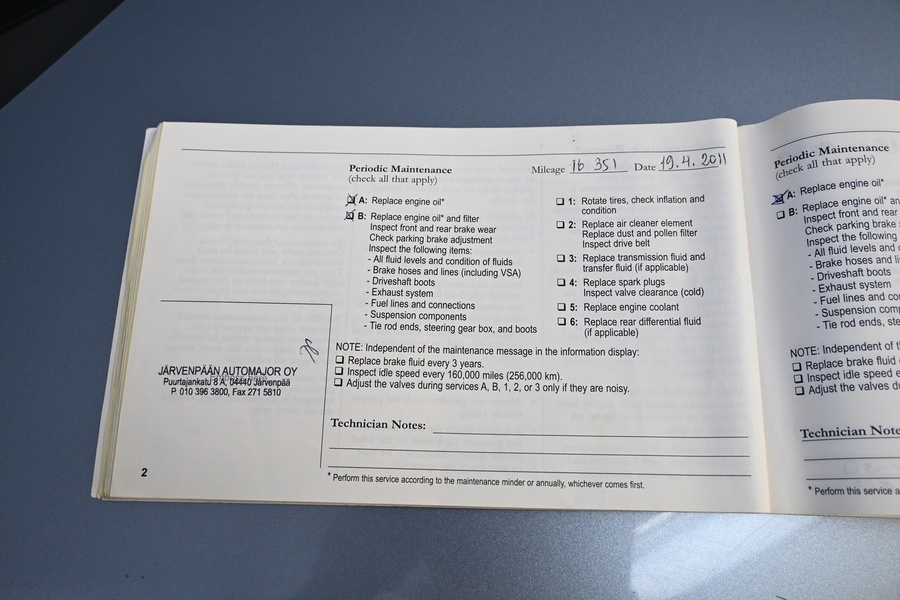 Periodic Maintenance
(check all that apply)
Mileage 16 351 Date 19.4.2011
A: Replace engine oil*
B: Replace engine oil* and filter
Inspect front and rear brake wear
Check parking brake adjustment
Inspect the following items:
- All fluid levels and condition of fluids
- Brake hoses and lines (including VSA)
- Driveshaft boots
- Exhaust system
- Fuel lines and connections
- Suspension components
- Tie rod ends, steering gear box, and boots
1: Rotate tires, check inflation and
condition
2: Replace air cleaner element
Replace dust and pollen filter
Inspect drive belt
3: Replace transmission fluid and
transfer fluid (if applicable)
4: Replace spark plugs
Inspect valve clearance (cold)
5: Replace engine coolant
6: Replace rear differential fluid
(if applicable)
NOTE: Independent of the maintenance message in the information display:
Replace brake fluid every 3 years.
Inspect idle speed every 160,000 miles (256,000 km).
Adjust the valves during services A, B, 1, 2, or 3 only if they are noisy.
JÄRVENPÄÄN AUTOMAJOR OY
Puurtajankatu 8 A, 04440 Järvenpää
P. 010 396 3800, Fax 271 5810
Technician Notes:
* Perform this service according to the maintenance minder or annually, whichever comes first.
2
Periodic Maintenance
(check all that apply)
A: Replace engine oil*
B: Replace engine oil* an
Inspect front and rear
Check parking brake
Inspect the following
- All fluid levels and
- Brake hoses and li
- Driveshaft boots
- Exhaust system
- Fuel lines and co
- Suspension comp
- Tie rod ends, ste
NOTE: Independent of t
Replace brake fluid
Inspect idle speed e
Adjust the valves d
Technician Note
* Perform this service a